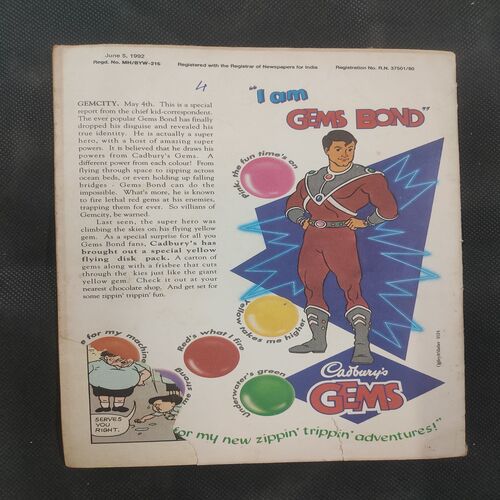 June 5, 1992
Regd. No. MH/BYW-216
Registered with the Registrar of Newspapers for India
Registration No. R.N. 37501/80
4
GEMCITY. May 4th. This is a special
report from the chief kid-correspondent.
The ever popular Gems Bond has finally
dropped his disguise and revealed his
true identity. He is actually a super
hero, with a host of amazing super
powers. It is believed that he draws his
powers from Cadbury's Gems. A
different power from each colour! From
flying through space to zipping across
ocean beds, or even holding up falling
bridges - Gems Bond can do the
impossible. What's more, he is known
to fire lethal red gems at his enemies,
trapping them for ever. So villians of
Gemcity, be warned.
Last seen, the super hero was
climbing the skies on his flying yellow
gem. As a special surprise for all you
Gems Bond fans, Cadbury's has
brought out a special yellow
flying disk pack. A carton of
gems along with a frisbee that cuts
through the 'kies just like the giant
yellow gem. Check it out at your
nearest chocolate shop. And get set for
some zippin' trippin' fun.
"I am
GEMS BOND"
Pink-the fun time's on
Yellow takes me higher
e for my machine
Red's what I fire
strong
me
Underwater's green
SERVES
YOU
RIGHT.
Cadbury's
GEMS
for my new zippin' trippin' adventures!"